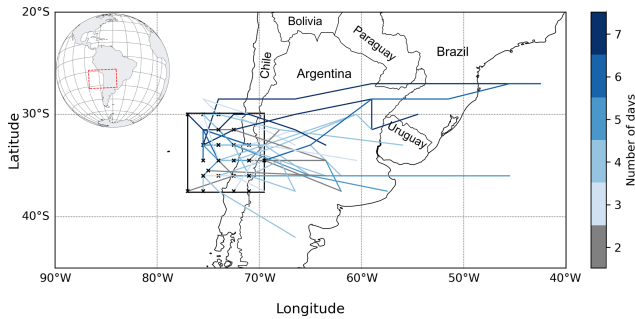 20°S
30°S
40°S
Latitude
Bolivia
Paraguay
Brazil
Chile
Argentina
Uruguay
90°W 80°W 70°W 60°W 50°W 40°W
Longitude
7
6
5
4
3
2
Number of days